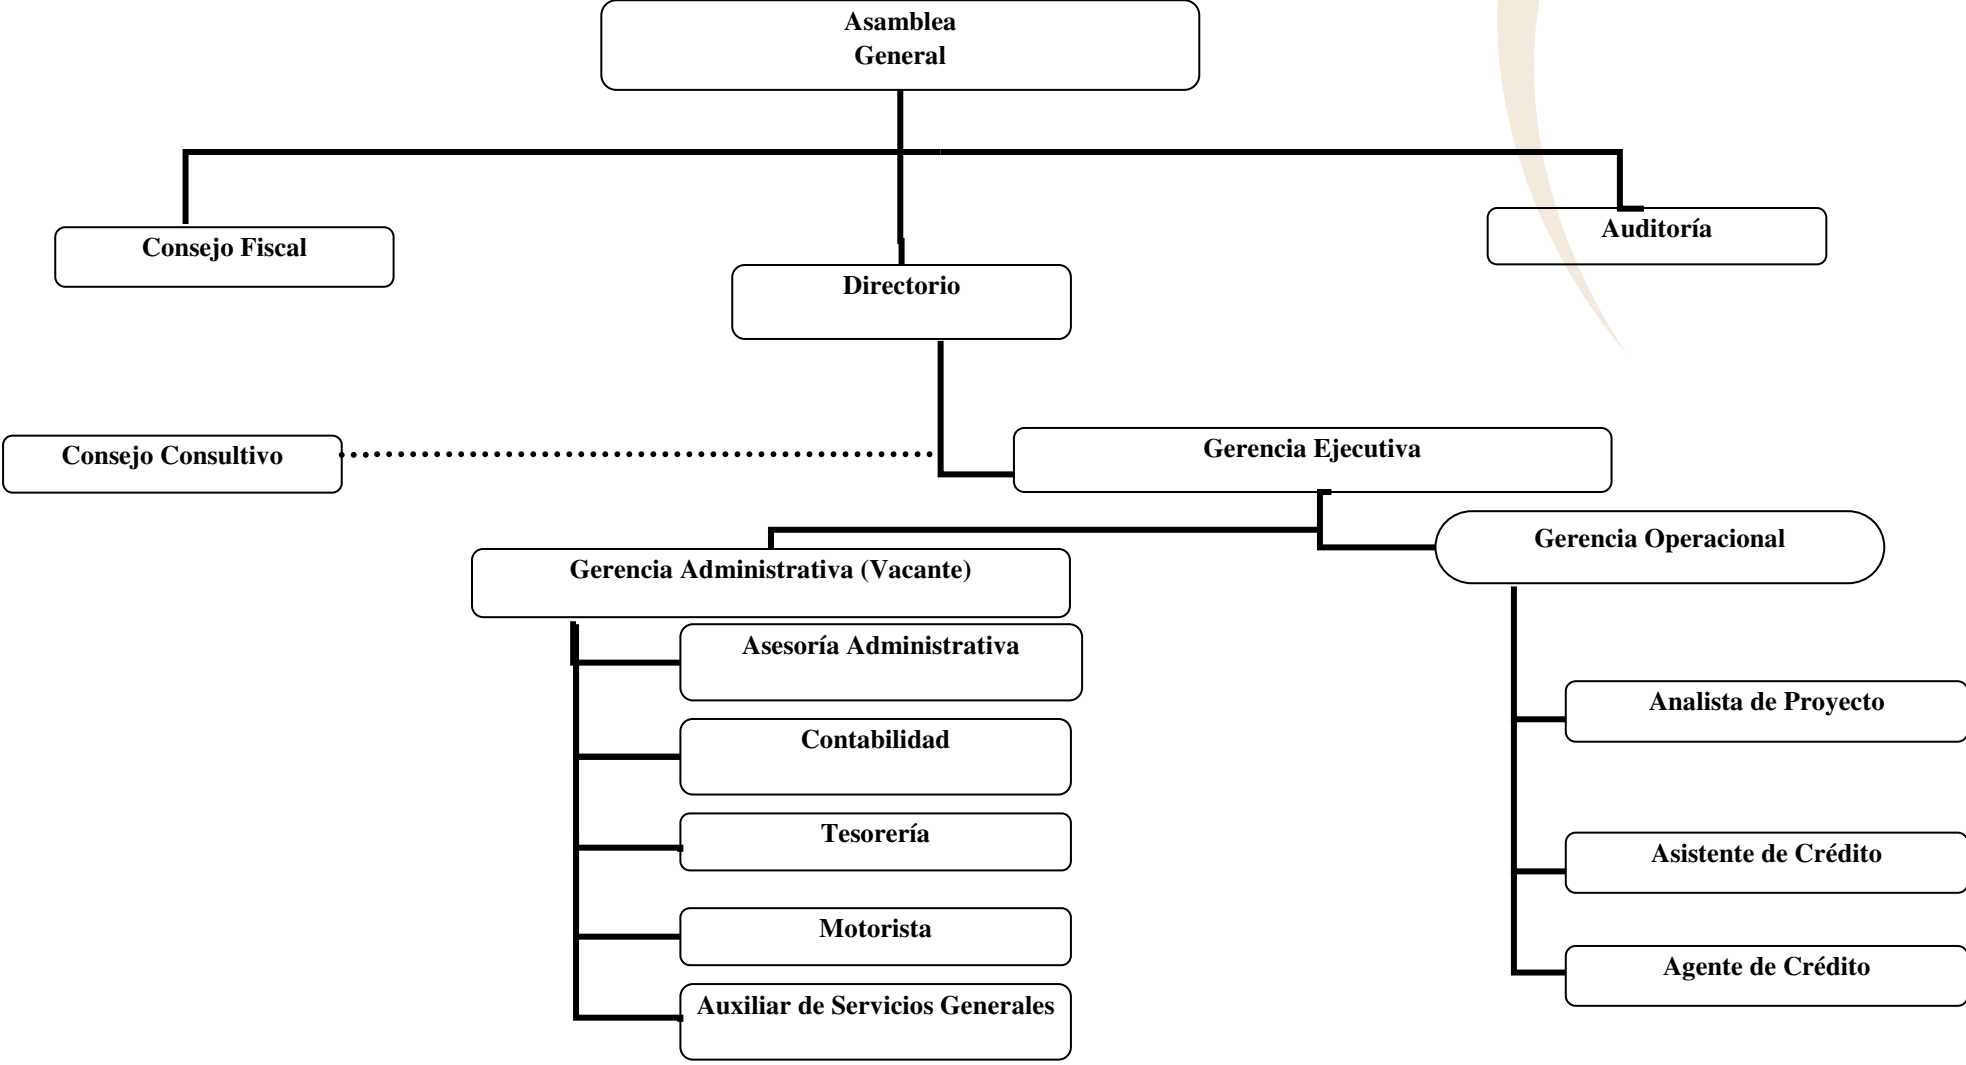 Asamblea
General
Consejo Fiscal
Auditoría
Directorio
Consejo Consultivo
Gerencia Ejecutiva
Gerencia Operacional
Gerencia Administrativa (Vacante)
Asesoría Administrativa
Contabilidad
Tesorería
Motorista
Auxiliar de Servicios Generales
Analista de Proyecto
Asistente de Crédito
Agente de Crédito